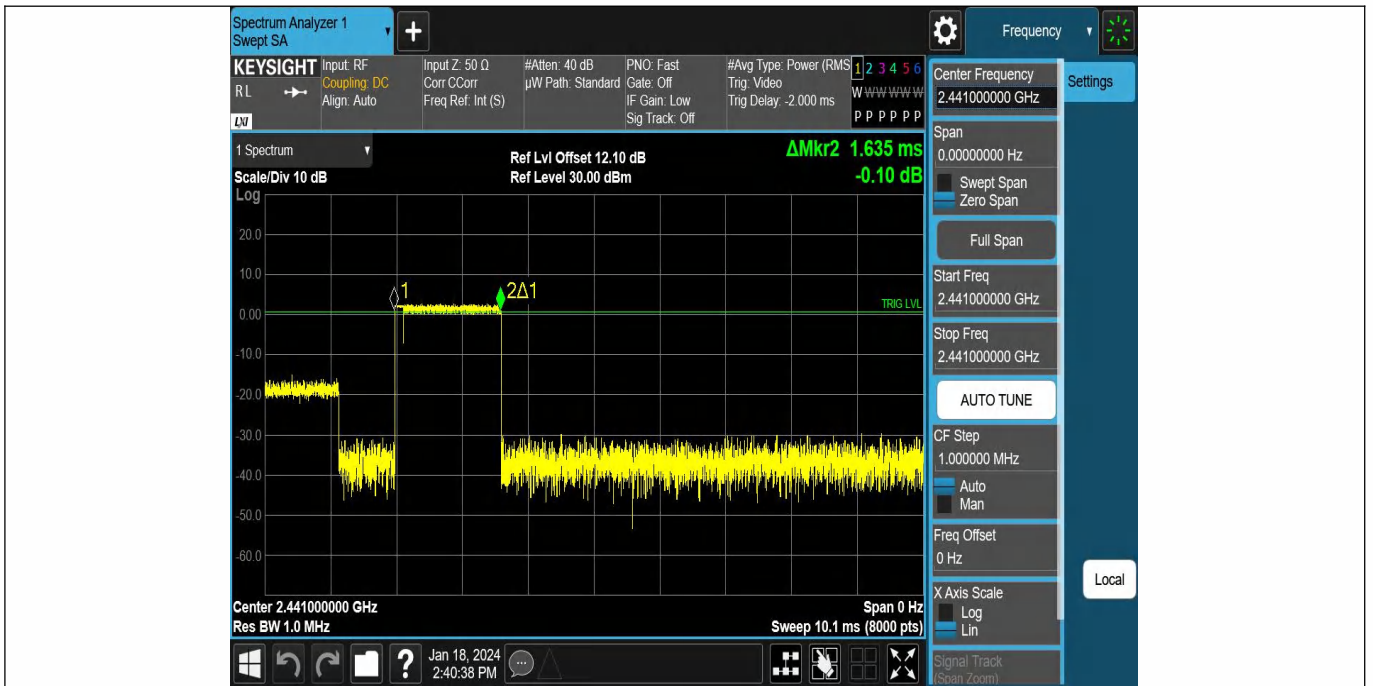 Spectrum Analyzer 1
Swept SA
+
Frequency
KEYSIGHT
RL
LXI
Input: RF
Coupling: DC
Align: Auto
Input Z: 50 Ω
Corr CCorr
Freq Ref: Int (S)
#Atten: 40 dB
µW Path: Standard
PNO: Fast
Gate: Off
IF Gain: Low
Sig Track: Off
#Avg Type: Power (RMS
Trig: Video
Trig Delay: -2.000 ms
1 2 3 4 5 6
W W W W W W
P P P P P P
1 Spectrum
Scale/Div 10 dB
Ref Lvl Offset 12.10 dB
Ref Level 30.00 dBm
ΔMkr2 1.635 ms
-0.10 dB
Log
20.0
10.0
0.00
-10.0
-20.0
-30.0
-40.0
-50.0
-60.0
1
2Δ1
TRIG LVL
Center 2.441000000 GHz
Res BW 1.0 MHz
Span 0 Hz
Sweep 10.1 ms (8000 pts)
Center Frequency
2.441000000 GHz
Settings
Span
0.00000000 Hz
Swept Span
Zero Span
Full Span
Start Freq
2.441000000 GHz
Stop Freq
2.441000000 GHz
AUTO TUNE
CF Step
1.000000 MHz
Auto
Man
Freq Offset
0 Hz
X Axis Scale
Log
Lin
Signal Track
(Span Zoom)
Local
?
Jan 18, 2024
2:40:38 PM